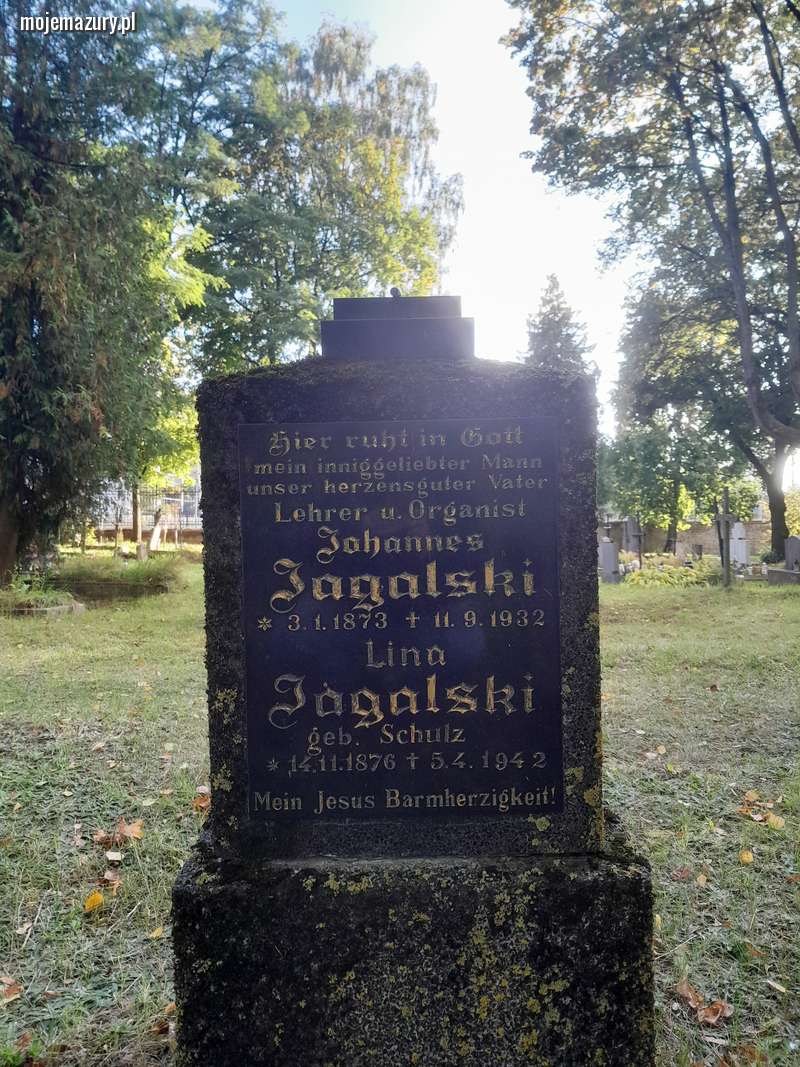 mojemazury.pl
Hier ruht in Gott
mein inniggeliebter Mann
unser herzensguter Vater
Lehrer u. Organist
Johannes
Jagalski
* 3.1.1873 ✝ 11.9.1932
Lina
Jagalski
geb. Schulz
* 14.11.1876 ✝ 5.4.1942
Mein Jesus Barmherzigkeit!